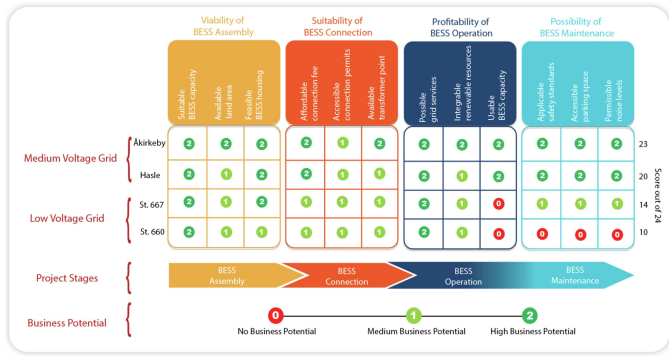 Viability of
BESS Assembly
Suitability of
BESS Connection
Profitability of
BESS Operation
Possibility of
BESS Maintenance
Suitable
BESS capacity
Available
land area
Feasible
BESS housing
Affordable
connection fee
Accessible
connection permits
Available
transformer point
Possible
grid services
Integrable
renewable resources
Usable
BESS capacity
Applicable
safety standards
Accessible
parking space
Permissible
noise levels
Medium Voltage Grid
Åkirkeby 2 2 2 2 1 2 2 2 2 2 2 2 23
Hasle 2 1 2 2 1 1 2 1 2 2 2 2 20
Low Voltage Grid
St. 667 2 1 2 1 1 1 2 1 0 1 1 1 14
St. 660 2 1 1 1 1 1 2 1 0 0 0 0 10
Score out of 24
Project Stages
BESS
Assembly
BESS
Connection
BESS
Operation
BESS
Maintenance
Business Potential
0 1 2
No Business Potential Medium Business Potential High Business Potential